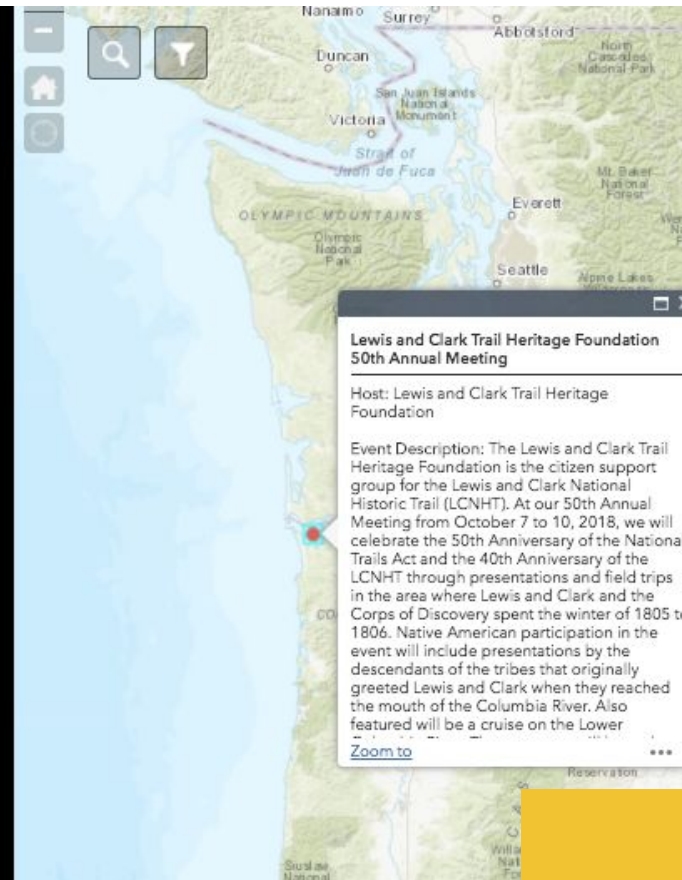 Nanaimo
Surrey
Abbotsford
Duncan
North
Cascades
National Park
San Juan Islands
National
Monument
Victoria
Strait of
Juan de Fuca
Mt. Baker
National
Forest
Everett
OLYMPIC MOUNTAINS
Olympic
National
Park
Seattle
Alpine Lakes
Lewis and Clark Trail Heritage Foundation
50th Annual Meeting
Host: Lewis and Clark Trail Heritage
Foundation
Event Description: The Lewis and Clark Trail
Heritage Foundation is the citizen support
group for the Lewis and Clark National
Historic Trail (LCNHT). At our 50th Annual
Meeting from October 7 to 10, 2018, we will
celebrate the 50th Anniversary of the Nationa
Trails Act and the 40th Anniversary of the
LCNHT through presentations and field trips
in the area where Lewis and Clark and the
Corps of Discovery spent the winter of 1805 t
1806. Native American participation in the
event will include presentations by the
descendants of the tribes that originally
greeted Lewis and Clark when they reached
the mouth of the Columbia River. Also
featured will be a cruise on the Lower
Zoom to
Reservation
Siuslaw
National